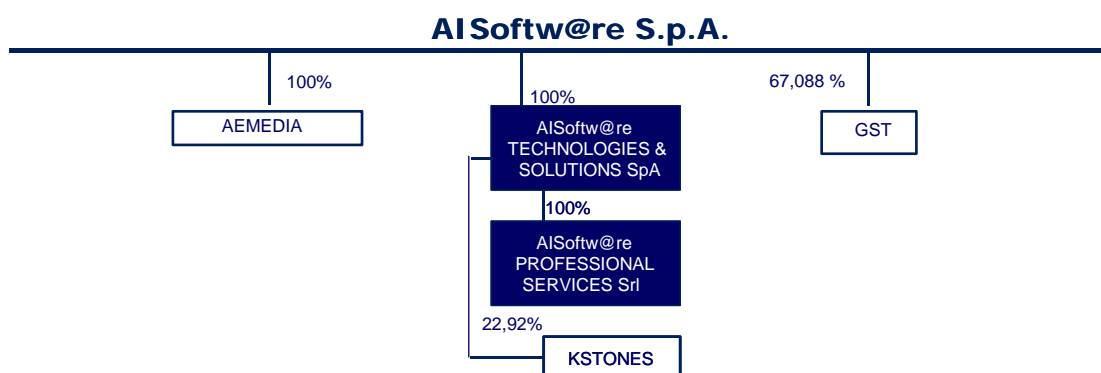 AISoftw@re S.p.A.
100%
AEMEDIA
100%
AISoftw@re
TECHNOLOGIES &
SOLUTIONS SpA
100%
AISoftw@re
PROFESSIONAL
SERVICES Srl
22,92%
KSTONES
67,088 %
GST